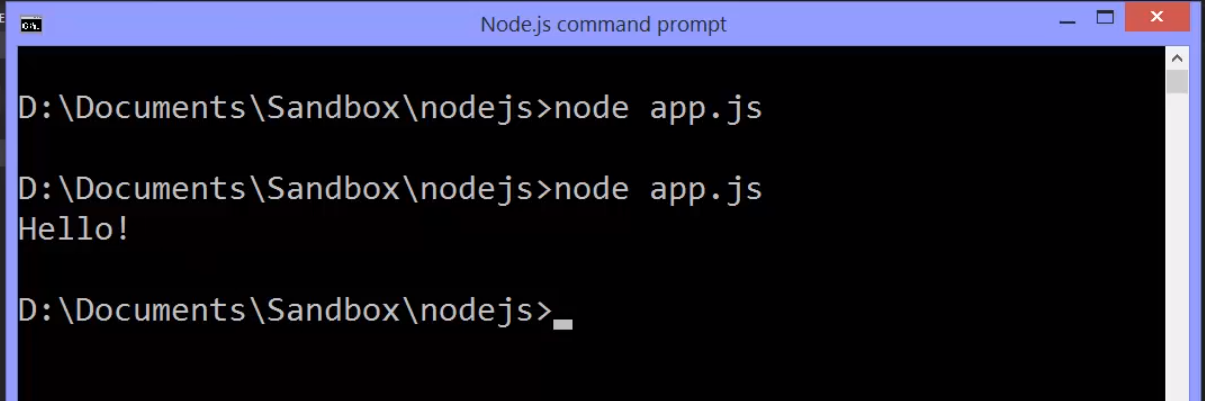 Node.js command prompt
D:\Documents\Sandbox\nodejs>node app.js
D:\Documents\Sandbox\nodejs>node app.js
Hello!
D:\Documents\Sandbox\nodejs>